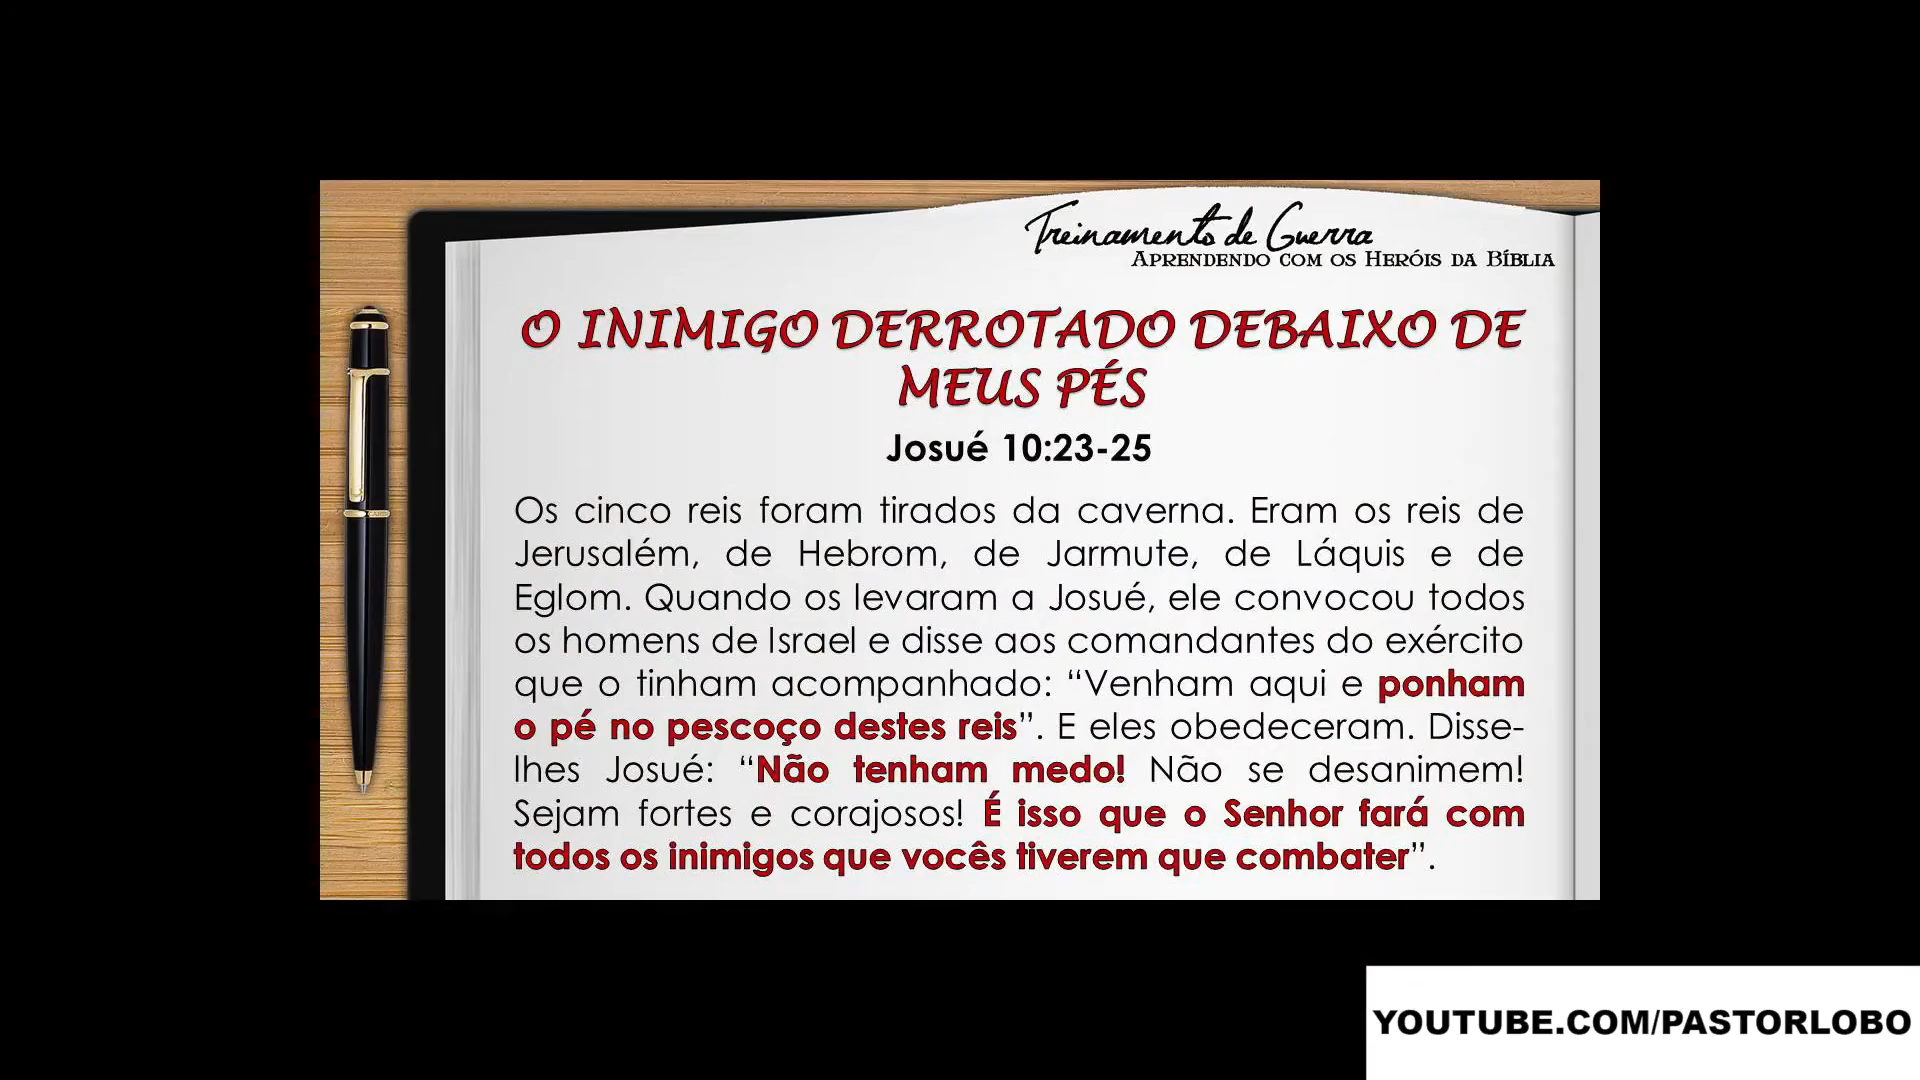 Treinamento de Guerra
Aprendendo com os Heróis da Bíblia
O INIMIGO DERROTADO DEBAIXO DE
MEUS PÉS
Josué 10:23-25
Os cinco reis foram tirados da caverna. Eram os reis de
Jerusalém, de Hebrom, de Jarmute, de Láquis e de
Eglom. Quando os levaram a Josué, ele convocou todos
os homens de Israel e disse aos comandantes do exército
que o tinham acompanhado: “Venham aqui e ponham
o pé no pescoço destes reis”. E eles obedeceram. Disse-
lhes Josué: “Não tenham medo! Não se desanimem!
Sejam fortes e corajosos! É isso que o Senhor fará com
todos os inimigos que vocês tiverem que combater”.
YOUTUBE.COM/PASTORLOBO